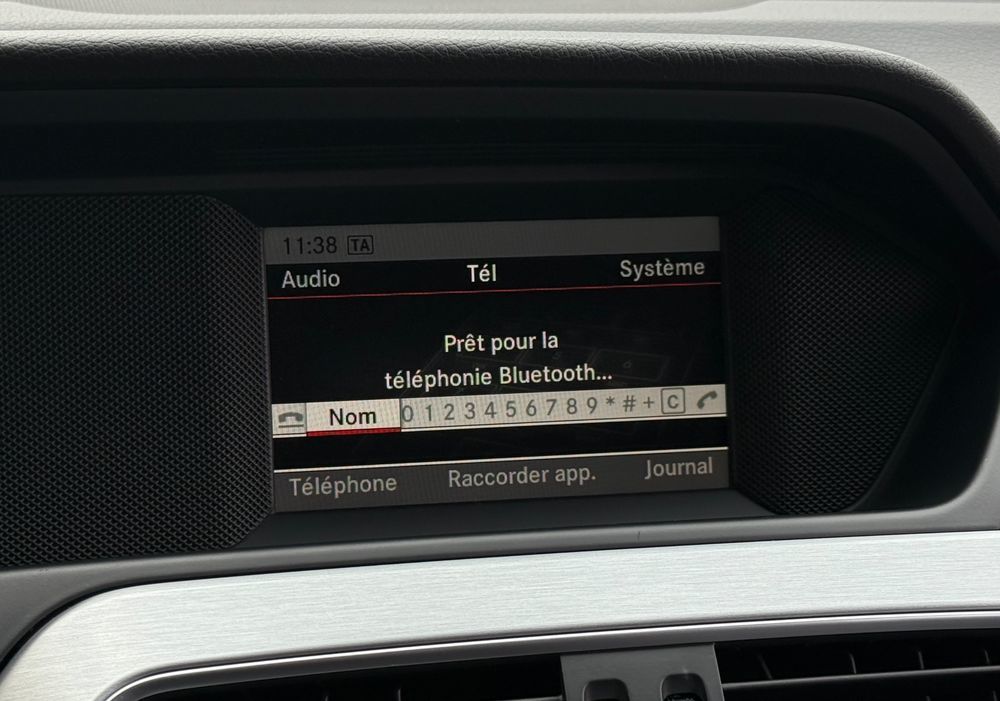 11:38 TA
Audio Tél Système
Prêt pour la
téléphonie Bluetooth...
Nom 0 1 2 3 4 5 6 7 8 9 * # + C
Téléphone Raccorder app. Journal